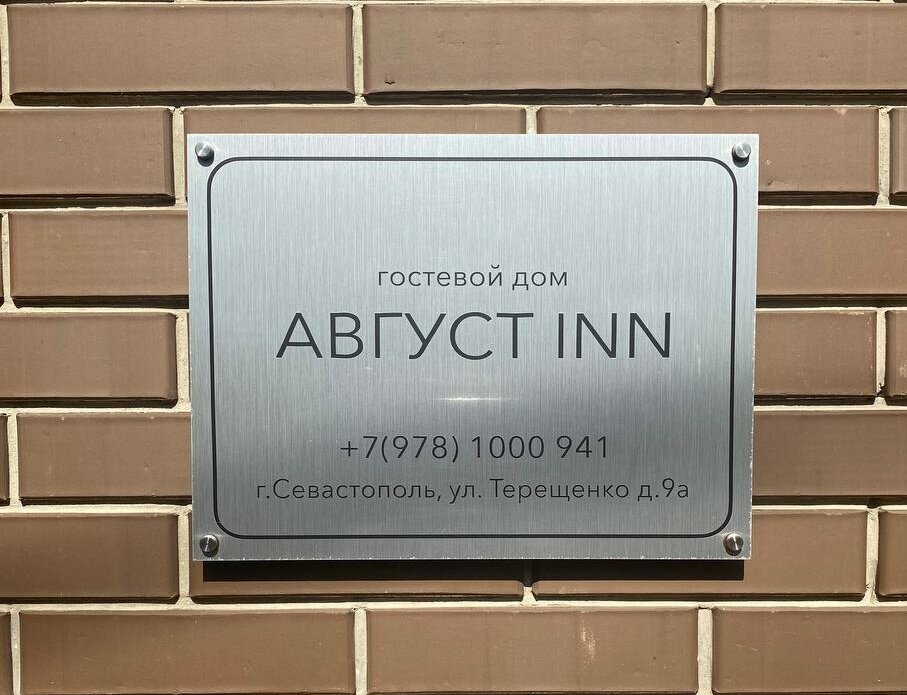 гостевой дом
АВГУСТ INN
+7(978) 1000 941
г.Севастополь, ул. Терещенко д.9а